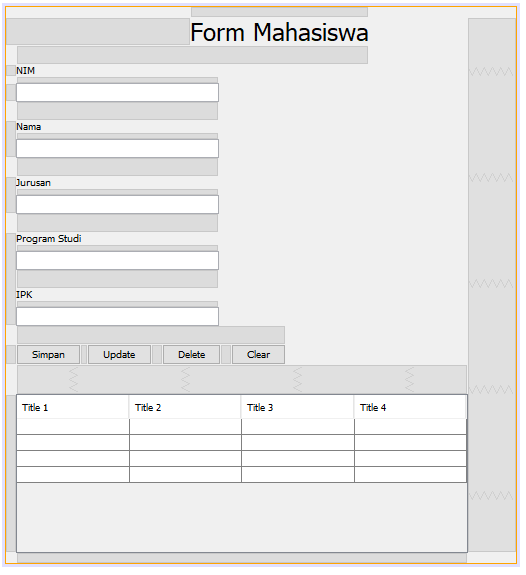 Form Mahasiswa
NIM
Nama
Jurusan
Program Studi
IPK
Simpan Update Delete Clear
Title 1 Title 2 Title 3 Title 4